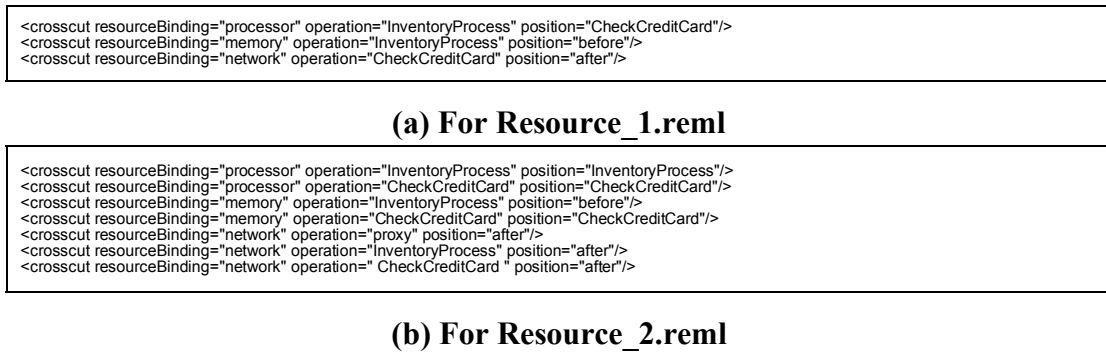 <crosscut resourceBinding="processor" operation="InventoryProcess" position="CheckCreditCard"/>
<crosscut resourceBinding="memory" operation="InventoryProcess" position="before"/>
<crosscut resourceBinding="network" operation="CheckCreditCard" position="after"/>
(a) For Resource_1.reml
<crosscut resourceBinding="processor" operation="InventoryProcess" position="InventoryProcess"/>
<crosscut resourceBinding="processor" operation="CheckCreditCard" position="CheckCreditCard"/>
<crosscut resourceBinding="memory" operation="InventoryProcess" position="before"/>
<crosscut resourceBinding="memory" operation="CheckCreditCard" position="CheckCreditCard"/>
<crosscut resourceBinding="network" operation="proxy" position="after"/>
<crosscut resourceBinding="network" operation="InventoryProcess" position="after"/>
<crosscut resourceBinding="network" operation=" CheckCreditCard " position="after"/>
(b) For Resource_2.reml